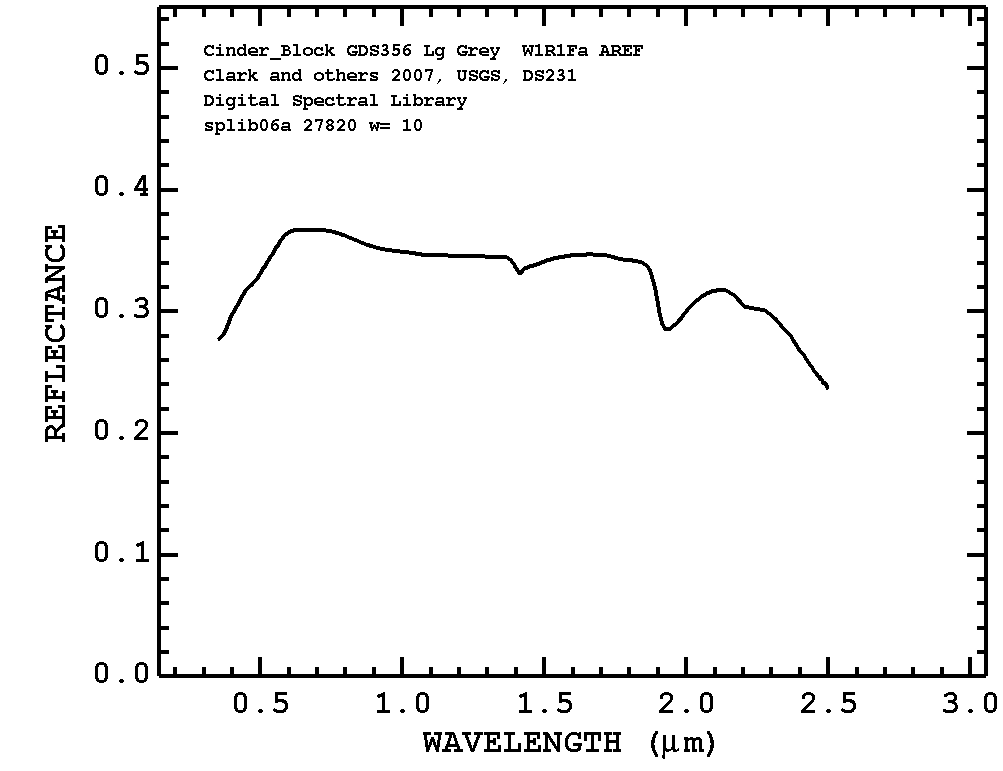 Cinder_Block GDS356 Lg Grey W1R1Fa AREF
Clark and others 2007, USGS, DS231
Digital Spectral Library
splib06a 27820 w= 10
0.5
0.4
0.3
0.2
0.1
0.0
REFLECTANCE
0.5 1.0 1.5 2.0 2.5 3.0
WAVELENGTH (μm)